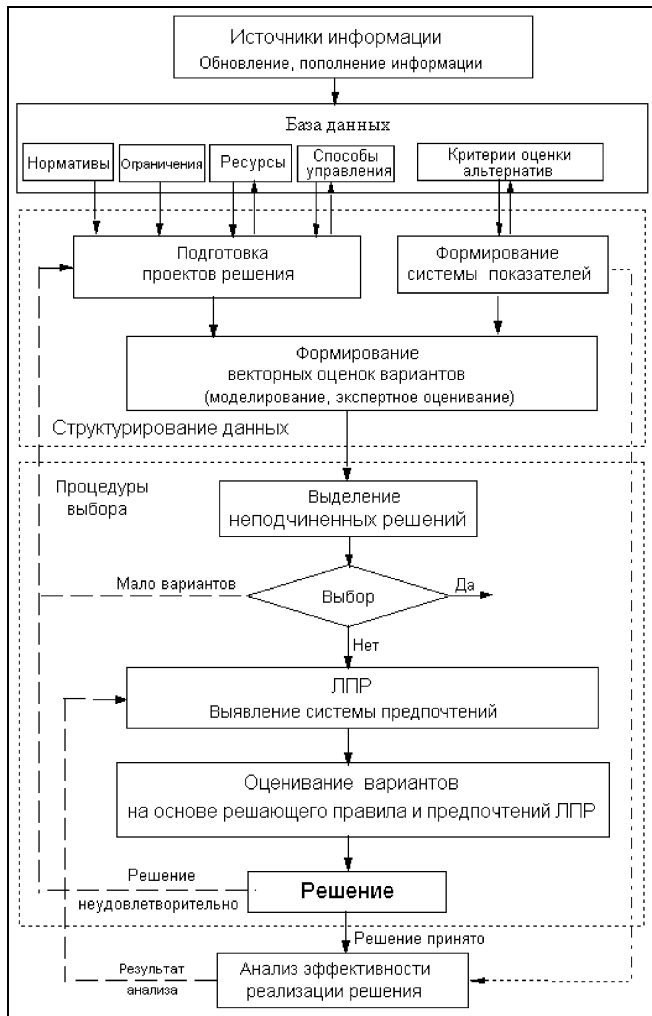 Источники информации
Обновление, пополнение информации
База данных
Нормативы
Ограничения
Ресурсы
Способы
управления
Критерии оценки
альтернатив
Подготовка
проектов решения
Формирование
системы показателей
Формирование
векторных оценок вариантов
(моделирование, экспертное оценивание)
Структурирование данных
Процедуры
выбора
Выделение
неподчиненных решений
Мало вариантов
Выбор
Да
Нет
ЛПР
Выявление системы предпочтений
Оценивание вариантов
на основе решающего правила и предпочтений ЛПР
Решение
неудовлетворительно
Решение
Решение принято
Результат
анализа
Анализ эффективности
реализации решения